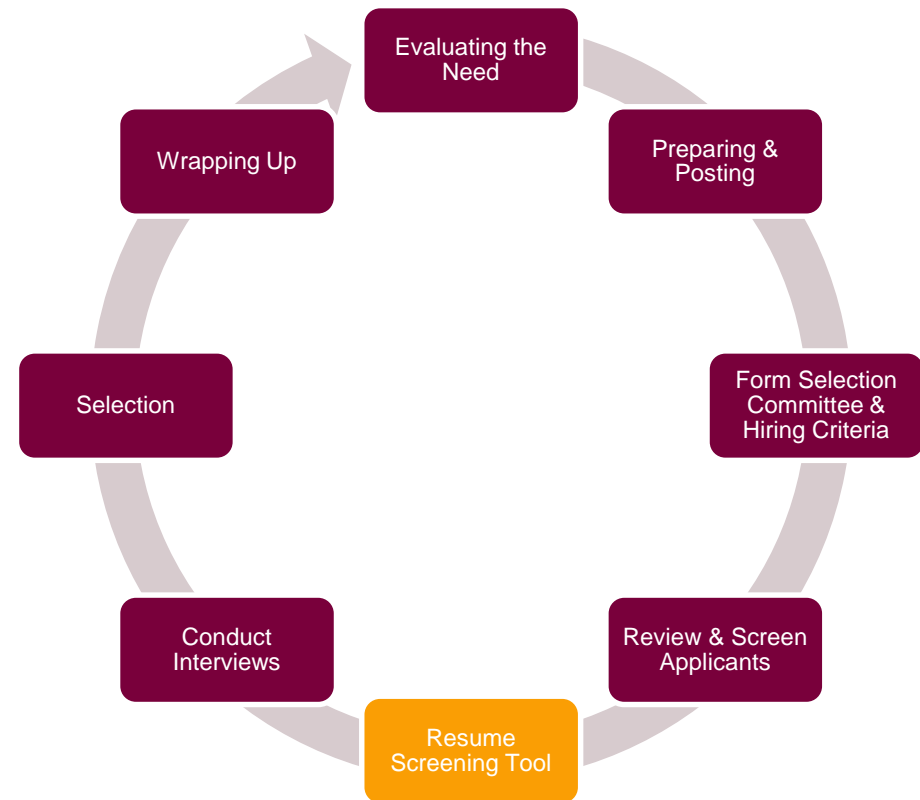 Evaluating the
Need
Preparing &
Posting
Form Selection
Committee &
Hiring Criteria
Review & Screen
Applicants
Resume
Screening Tool
Conduct
Interviews
Selection
Wrapping Up